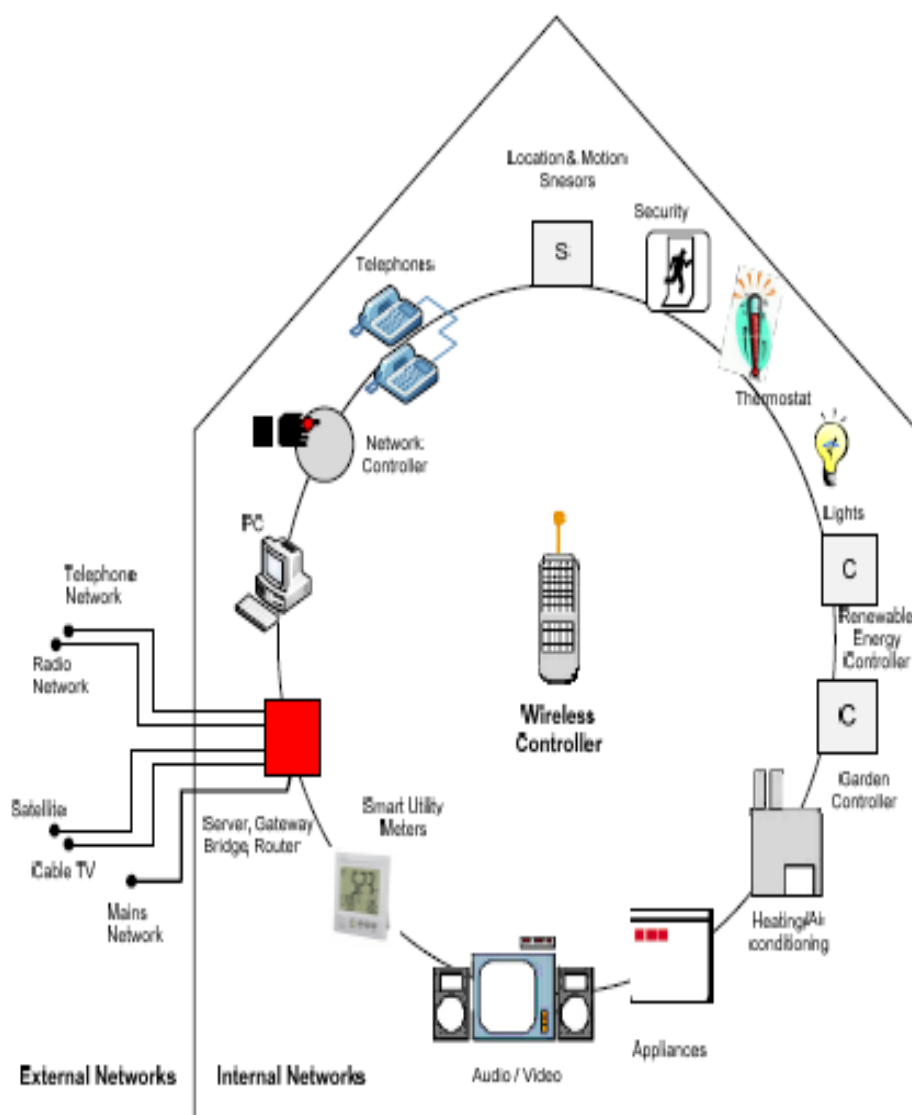 Location & Motion
Snesors
Security
S
Telephones
Thermostat
Network
Controller
Lights
PC
C
Telephone
Network
Renewable
Energy
Controller
Radio
Network
C
Wireless
Controller
Garden
Controller
Satellite
Smart Utility
Meters
Server, Gateway
Bridge, Router
Cable TV
Mains
Network
Heating/Air
conditioning
Appliances
Audio / Video
External Networks
Internal Networks